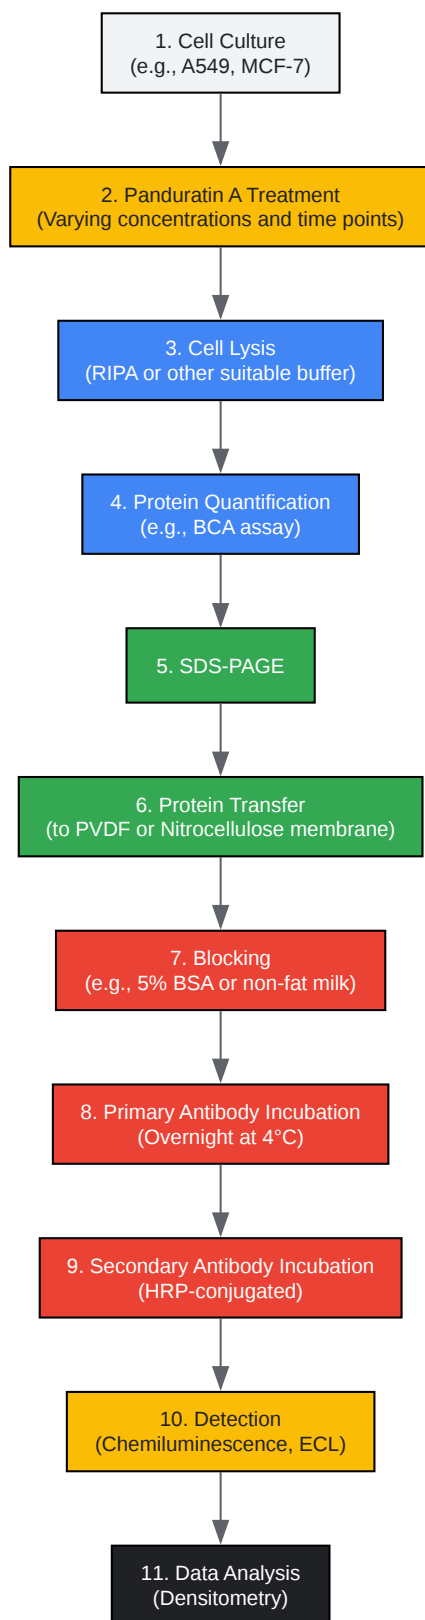 1. Cell Culture
(e.g., A549, MCF-7)
2. Panduratin A Treatment
(Varying concentrations and time points)
3. Cell Lysis
(RIPA or other suitable buffer)
4. Protein Quantification
(e.g., BCA assay)
5. SDS-PAGE
6. Protein Transfer
(to PVDF or Nitrocellulose membrane)
7. Blocking
(e.g., 5% BSA or non-fat milk)
8. Primary Antibody Incubation
(Overnight at 4°C)
9. Secondary Antibody Incubation
(HRP-conjugated)
10. Detection
(Chemiluminescence, ECL)
11. Data Analysis
(Densitometry)